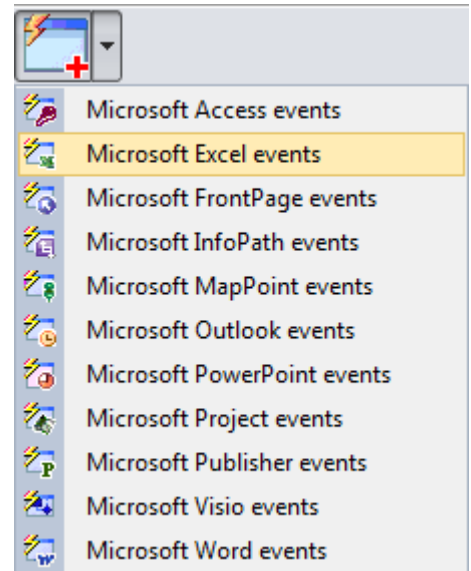 Microsoft Access events
Microsoft Excel events
Microsoft FrontPage events
Microsoft InfoPath events
Microsoft MapPoint events
Microsoft Outlook events
Microsoft PowerPoint events
Microsoft Project events
Microsoft Publisher events
Microsoft Visio events
Microsoft Word events